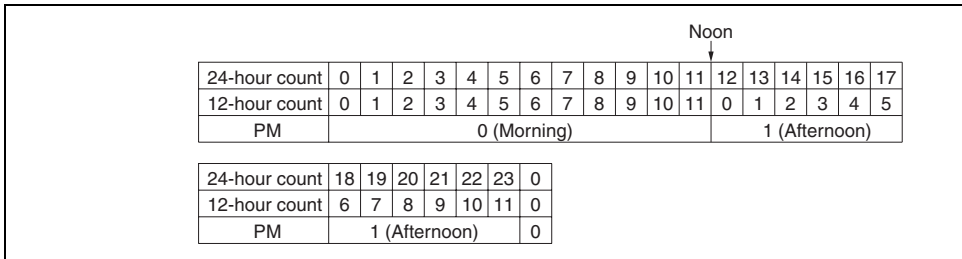 Noon
24-hour count 0 1 2 3 4 5 6 7 8 9 10 11 12 13 14 15 16 17
12-hour count 0 1 2 3 4 5 6 7 8 9 10 11 0 1 2 3 4 5
PM 0 (Morning) 1 (Afternoon)
24-hour count 18 19 20 21 22 23 0
12-hour count 6 7 8 9 10 11 0
PM 1 (Afternoon) 0